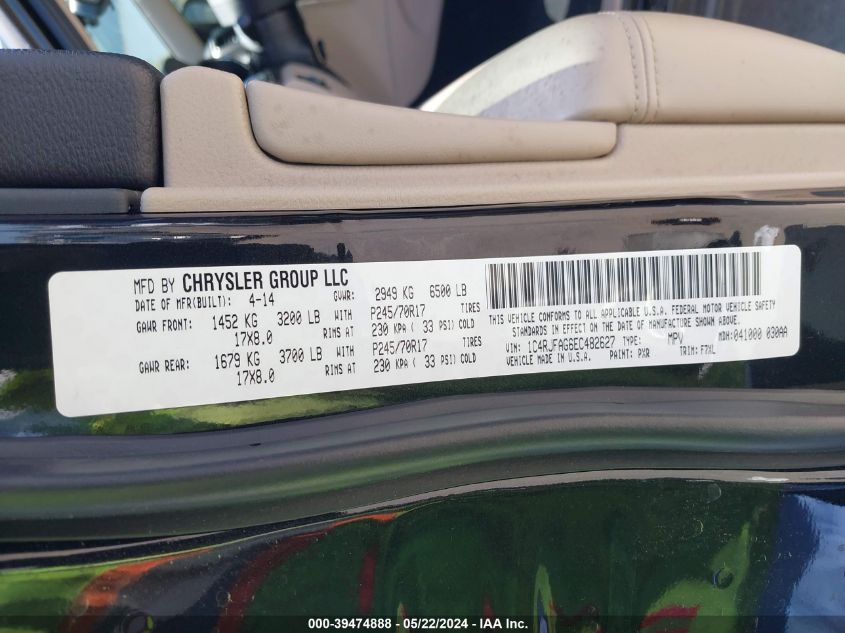 MFD BY CHRYSLER GROUP LLC
DATE OF MFR(BUILT): 4-14 GVWR: 2949 KG 6500 LB
GAWR FRONT: 1452 KG 3200 LB WITH P245/70R17 TIRES
17X8.0 RIMS AT 230 KPA ( 33 PSI) COLD
GAWR REAR: 1679 KG 3700 LB WITH P245/70R17 TIRES
17X8.0 RIMS AT 230 KPA ( 33 PSI) COLD
THIS VEHICLE CONFORMS TO ALL APPLICABLE U.S.A. FEDERAL MOTOR VEHICLE SAFETY
STANDARDS IN EFFECT ON THE DATE OF MANUFACTURE SHOWN ABOVE.
VIN: 1C4RJFAG6EC482627 TYPE: MPV MDH:041000 030AA
VEHICLE MADE IN U.S.A. PAINT: PXR TRIM: F7XL
000-39474888 - 05/22/2024 - IAA Inc.